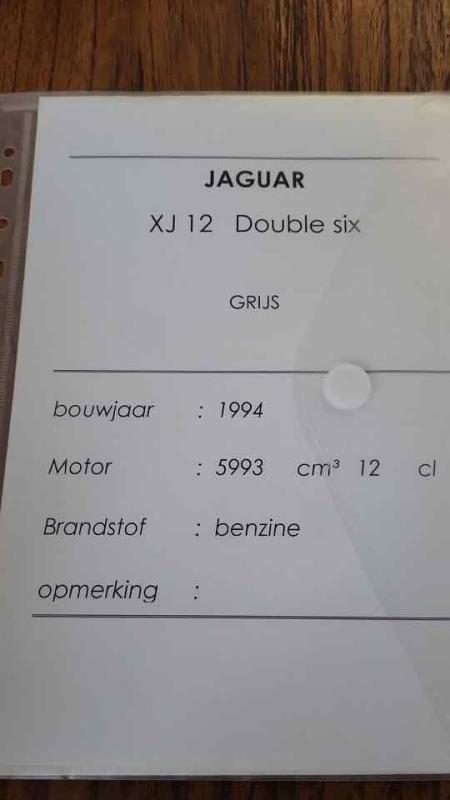 JAGUAR
XJ 12 Double six
GRIJS
bouwjaar : 1994
Motor : 5993 cm³ 12 cl
Brandstof : benzine
opmerking :